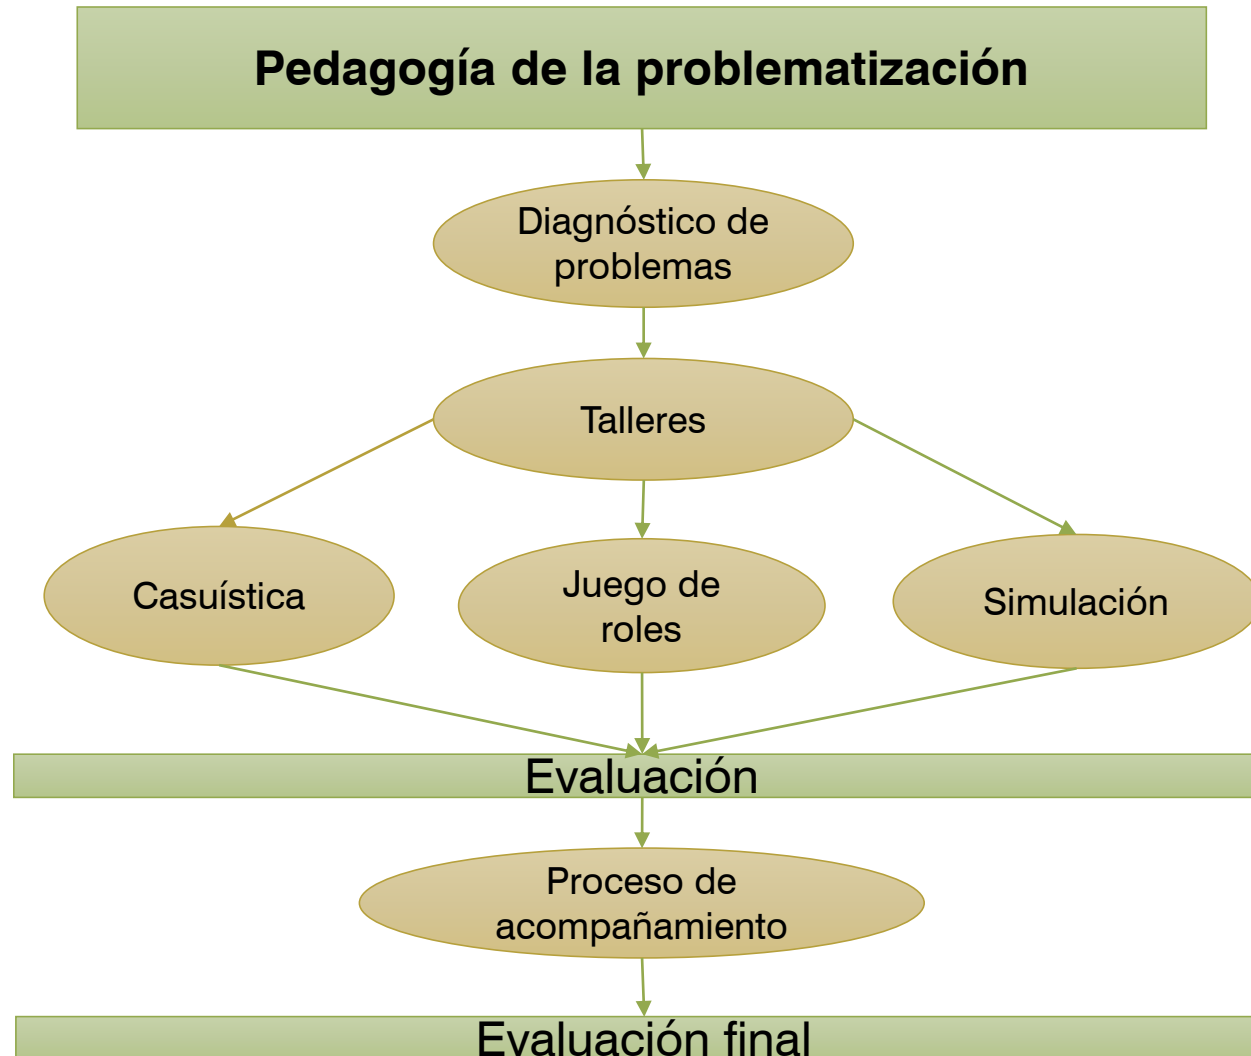 Pedagogía de la problematización
Diagnóstico de
problemas
Talleres
Casuística
Juego de
roles
Simulación
Evaluación
Proceso de
acompañamiento
Evaluación final